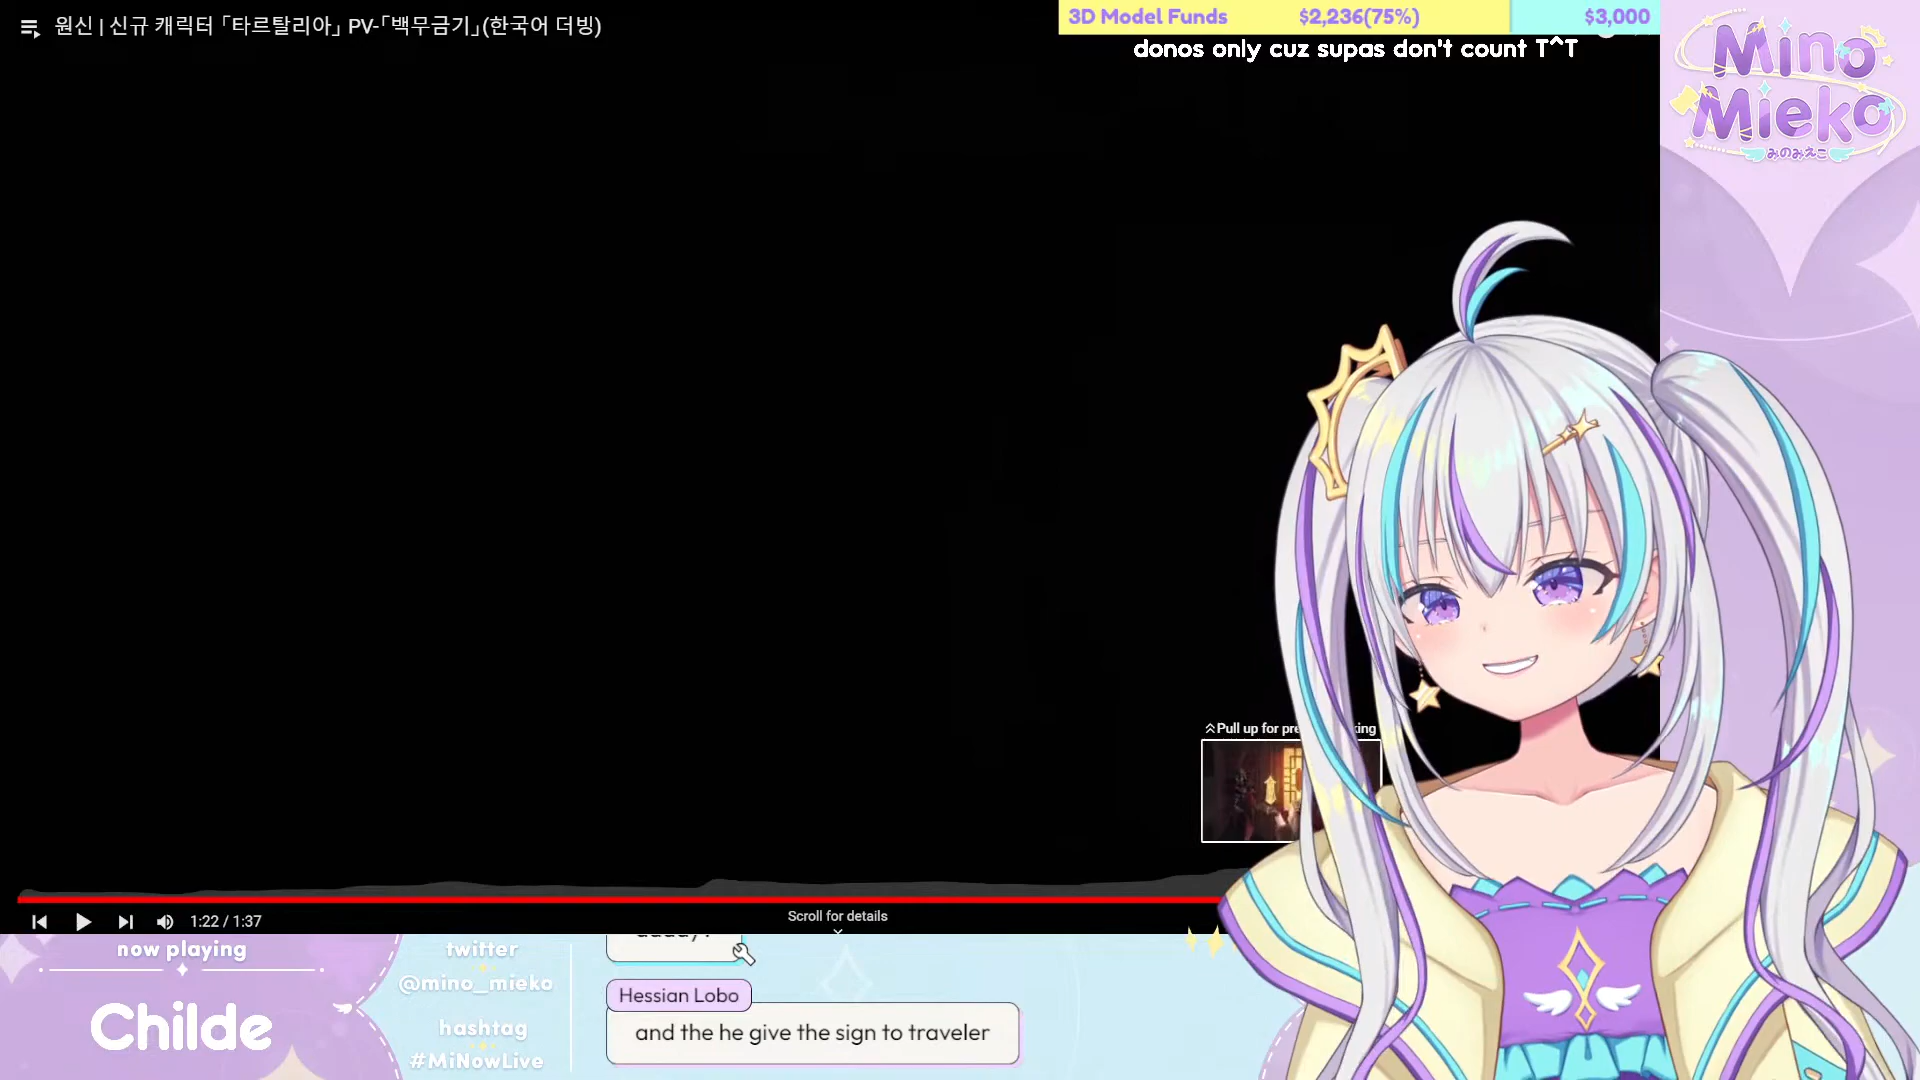 원신 | 신규 캐릭터 「타르탈리아」 PV-「백무금기」(한국어 더빙)
3D Model Funds $2,236(75%) $3,000
donos only cuz supas don't count T^T
Mino
Mieko
みのみえこ
Pull up for pre
king
1:22 / 1:37
Scroll for details
now playing
Childe
twitter
@mino_mieko
hashtag
#MiNowLive
Hessian Lobo
and the he give the sign to traveler